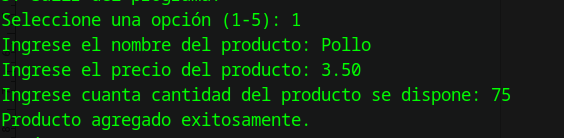 Seleccione una opción (1-5): 1
Ingrese el nombre del producto: Pollo
Ingrese el precio del producto: 3.50
Ingrese cuanta cantidad del producto se dispone: 75
Producto agregado exitosamente.